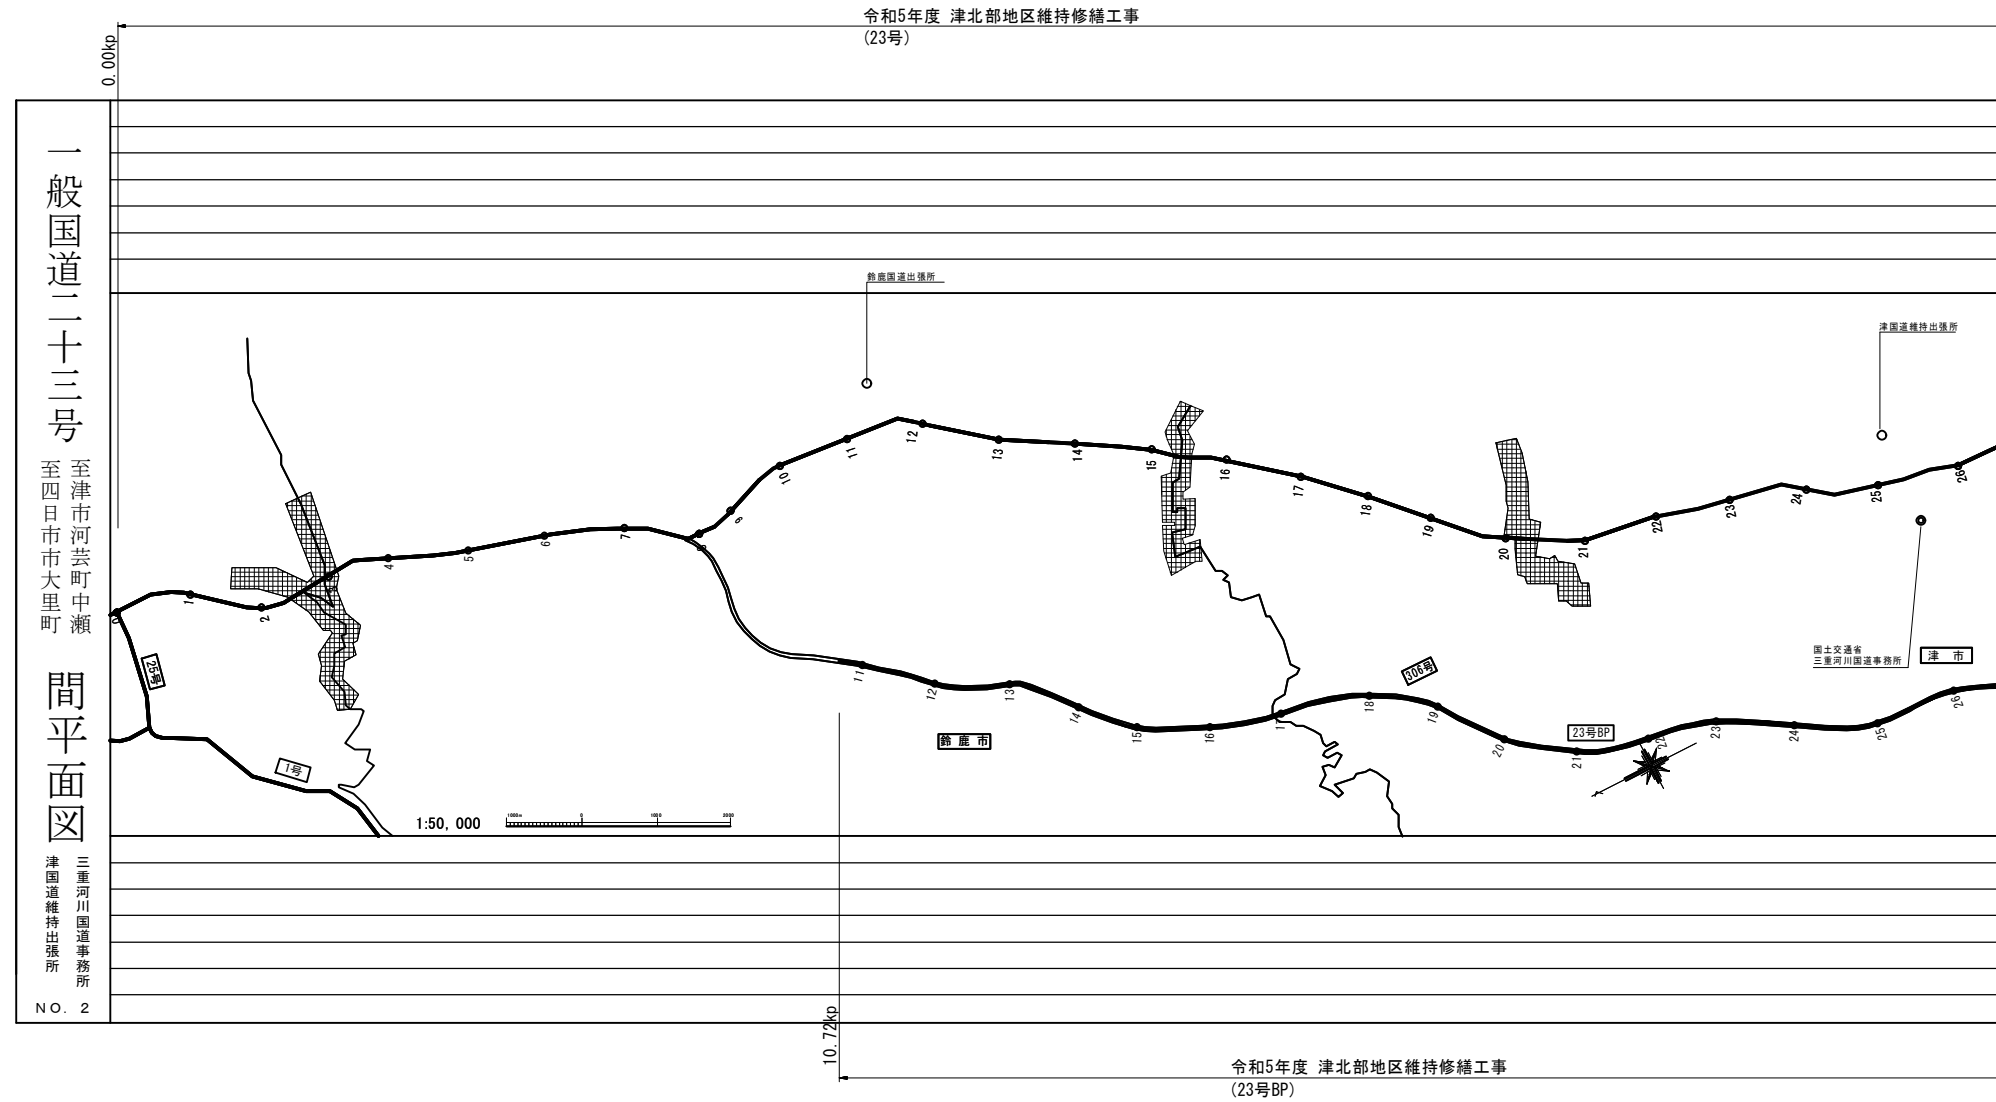 令和5年度 津北部地区維持修繕工事
(23号)
0.00kp
一般国道二十三号
至津市河芸町中瀬
至四日市市大里町
間平面図
三重河川国道事務所
津国道維持出張所
NO. 2
鈴鹿国道出張所
津国道維持出張所
0
1
2
3
4
5
6
7
8
9
10
11
12
13
14
15
16
17
18
19
20
21
22
23
24
25
26
25号
1号
国土交通省
三重河川国道事務所
津 市
306号
11
12
13
14
15
16
17
18
19
20
21
22
23
24
25
26
鈴 鹿 市
23号BP
1:50,000
1000m 0 1000 2000
10.72kp
令和5年度 津北部地区維持修繕工事
(23号BP)